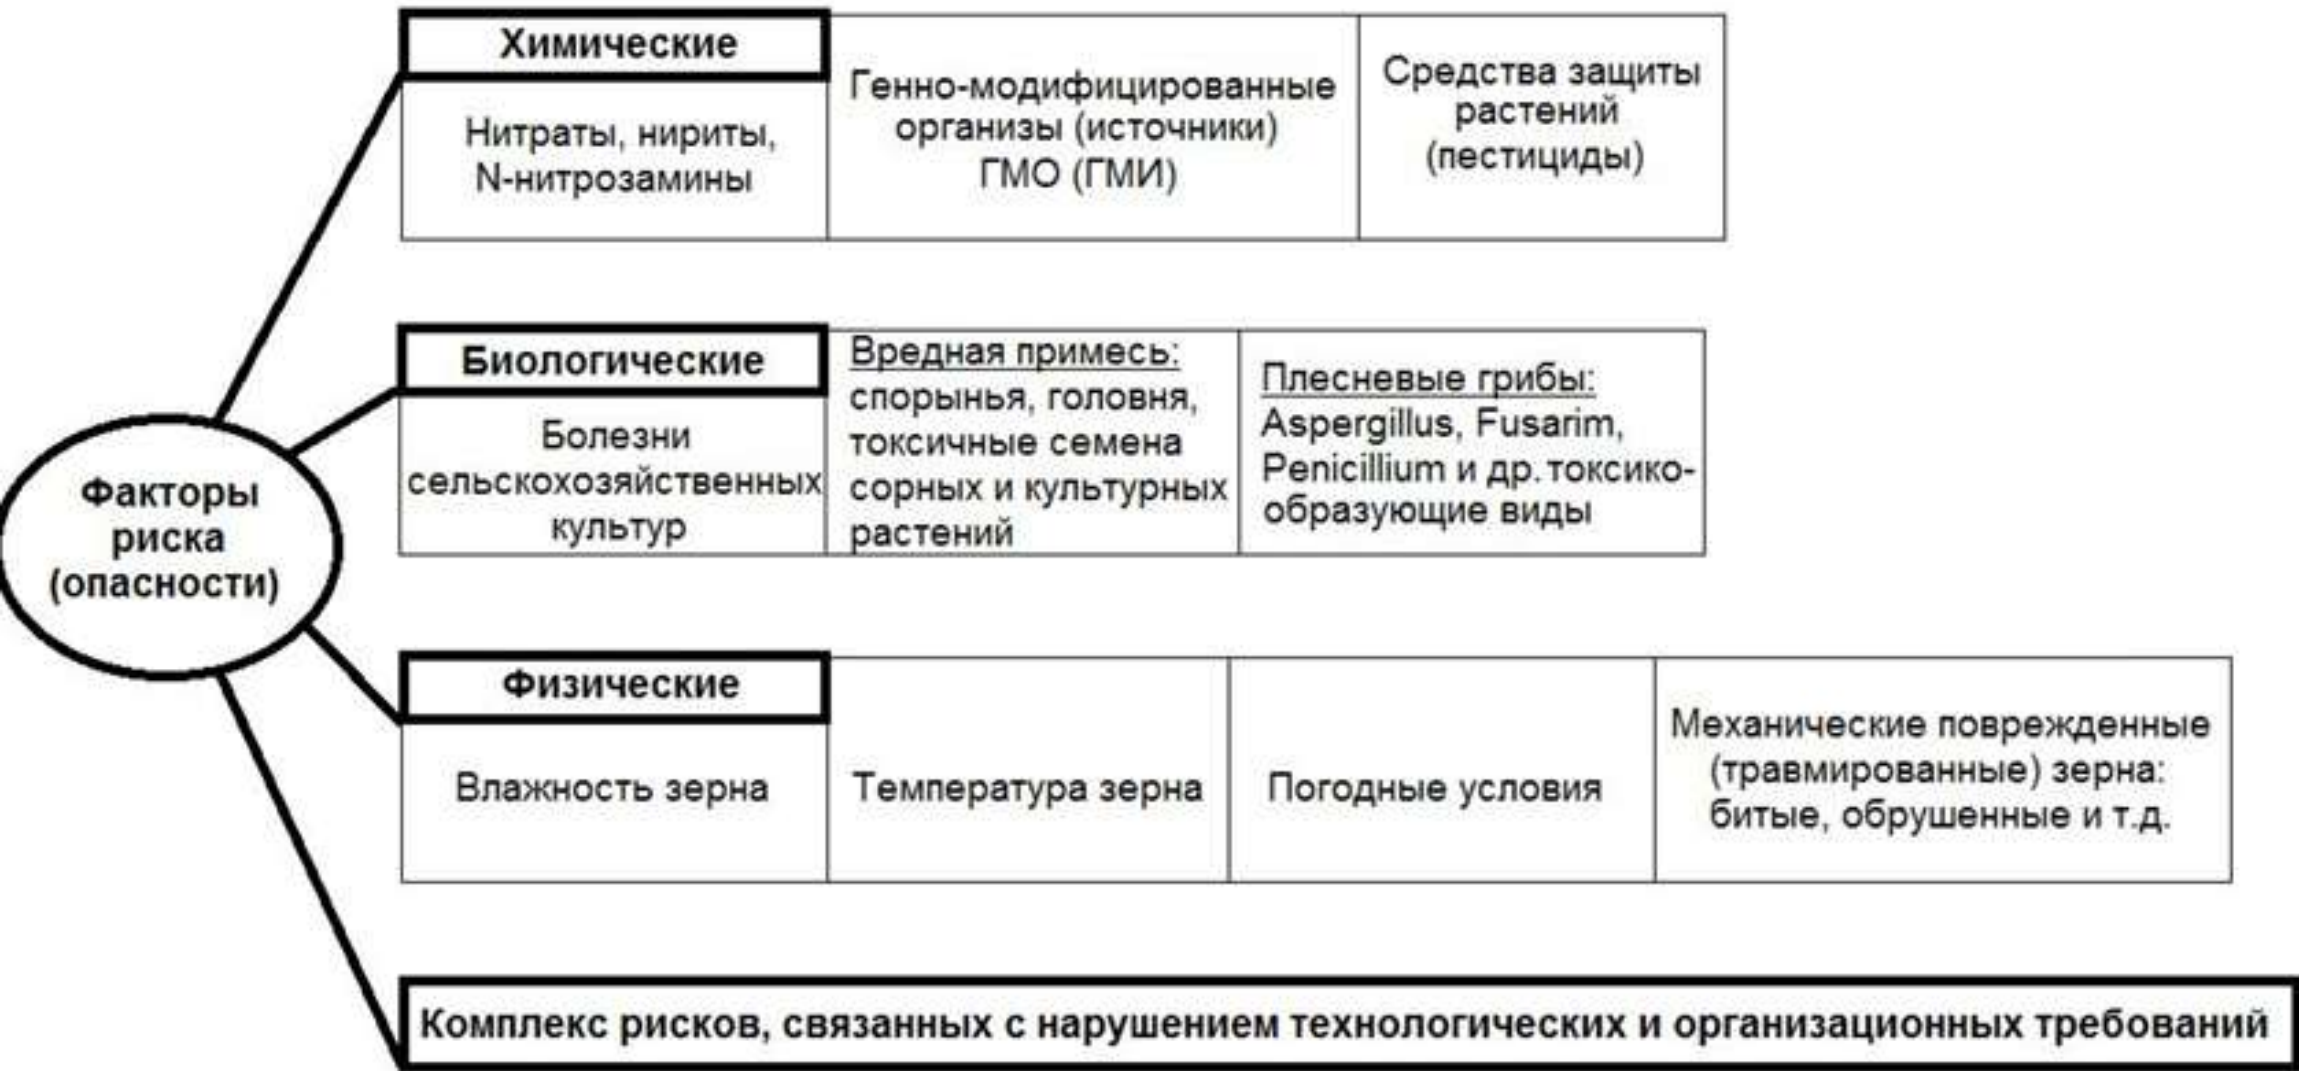 Химические
Нитраты, нириты,
N-нитрозамины
Генно-модифицированные
организы (источники)
ГМО (ГМИ)
Средства защиты
растений
(пестициды)
Биологические
Болезни
сельскохозяйственных
культур
Вредная примесь:
спорынья, головня,
токсичные семена
сорных и культурных
растений
Плесневые грибы:
Aspergillus, Fusarim,
Penicillium и др. токсико-
образующие виды
Факторы
риска
(опасности)
Физические
Влажность зерна
Температура зерна
Погодные условия
Механические поврежденные
(травмированные) зерна:
битые, обрушенные и т.д.
Комплекс рисков, связанных с нарушением технологических и организационных требований